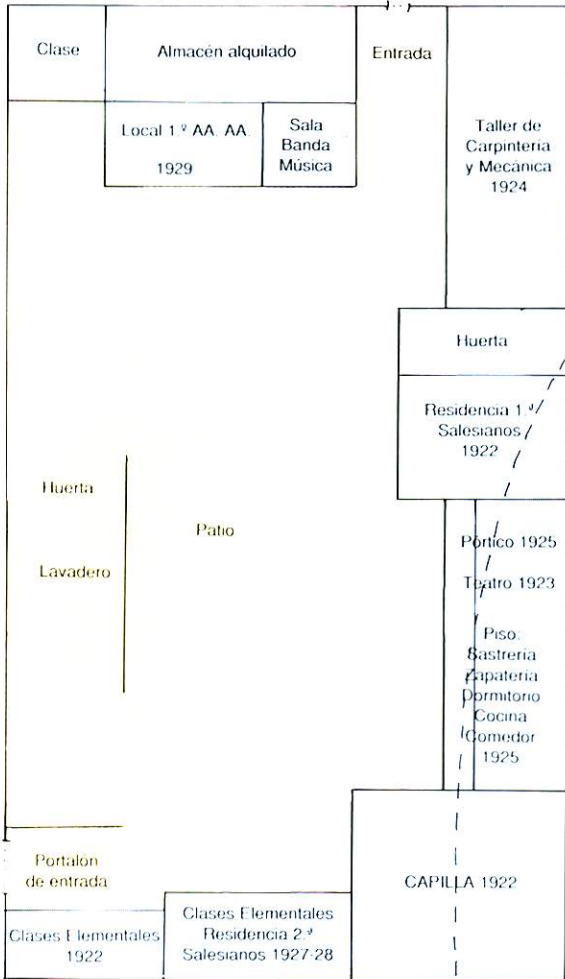 Clase
Almacén alquilado
Entrada
Local 1.º AA. AA.
1929
Sala
Banda
Música
Taller de
Carpintería
y Mecánica
1924
Huerta
Residencia 1.ª
Salesianos
1922
Huerta
Lavadero
Patio
Pórtico 1925
Teatro 1923
Piso:
Sastrería
Zapatería
Dormitorio
Cocina
Comedor
1925
Portalón
de entrada
CAPILLA 1922
Clases Elementales
1922
Clases Elementales
Residencia 2.ª
Salesianos 1927-28